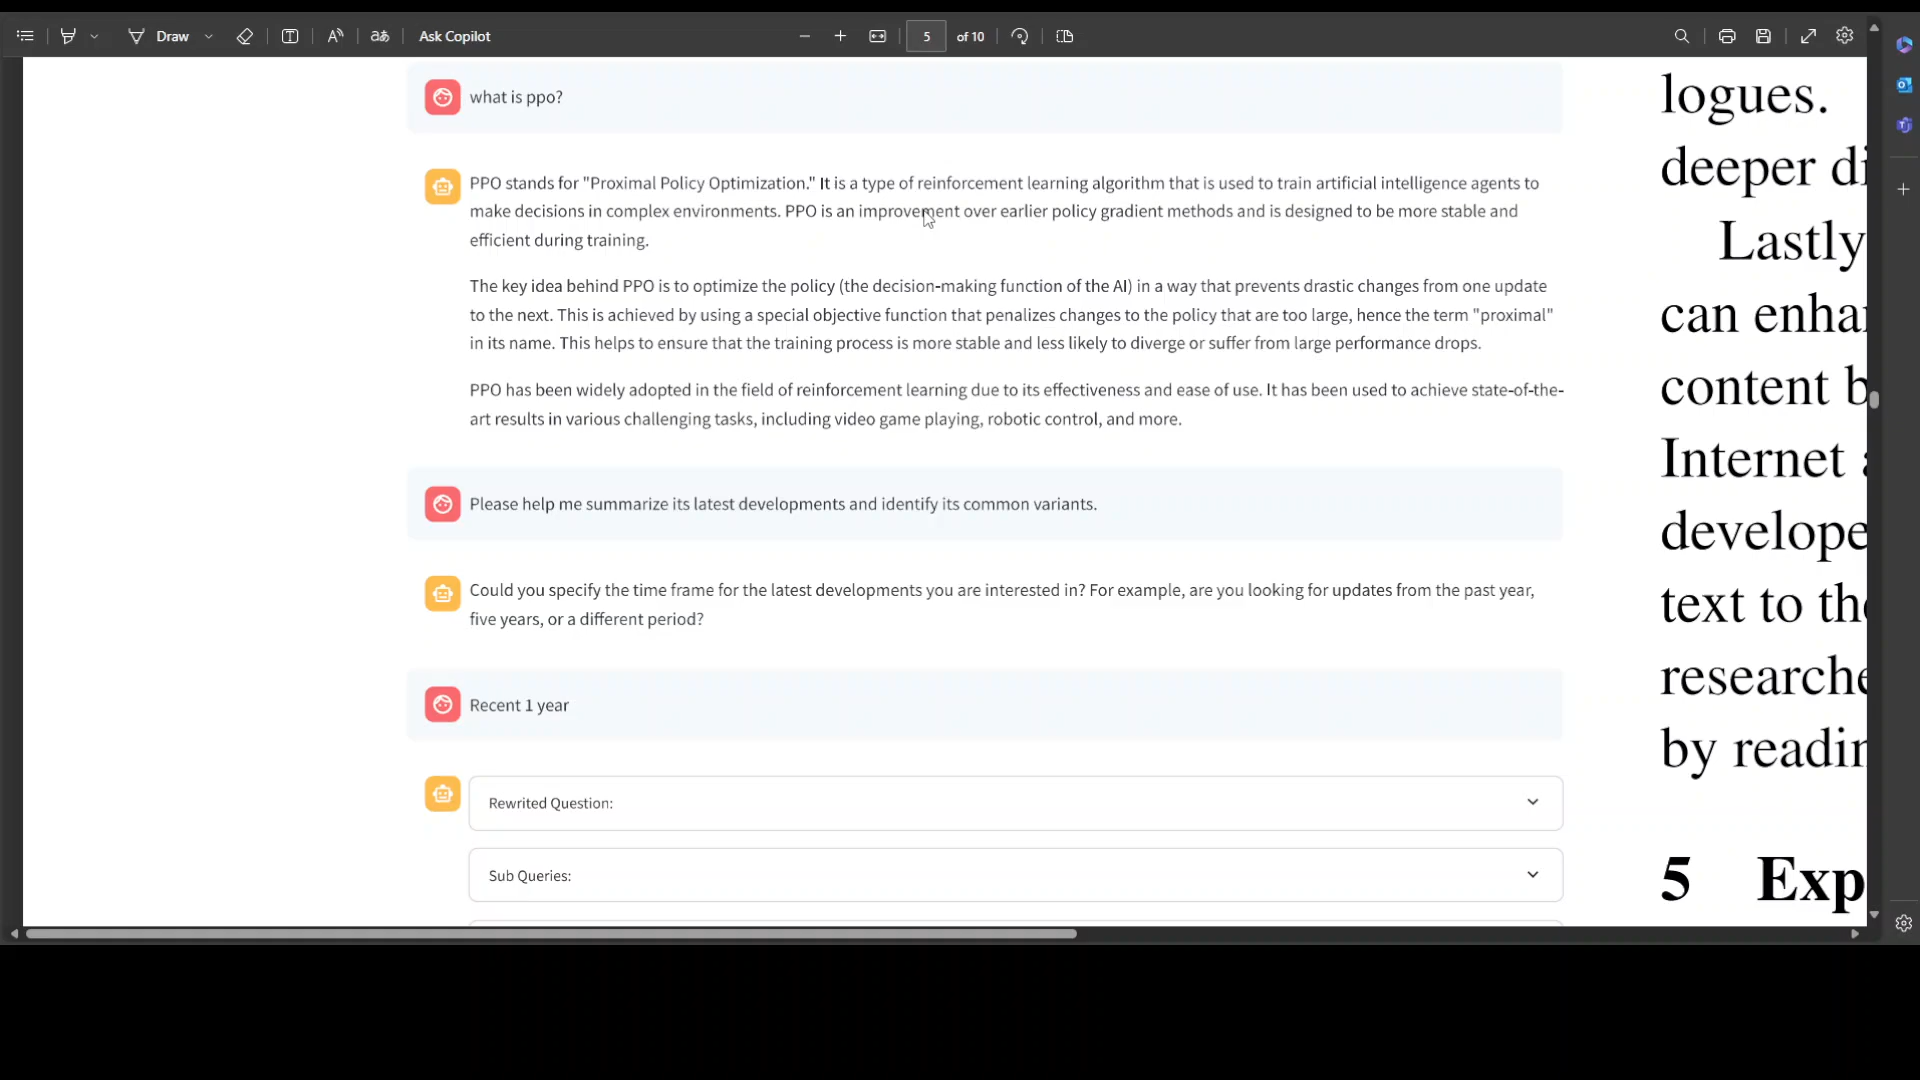 Draw
Ask Copilot
5 of 10
what is ppo?
PPO stands for "Proximal Policy Optimization." It is a type of reinforcement learning algorithm that is used to train artificial intelligence agents to
make decisions in complex environments. PPO is an improvement over earlier policy gradient methods and is designed to be more stable and
efficient during training.
The key idea behind PPO is to optimize the policy (the decision-making function of the AI) in a way that prevents drastic changes from one update
to the next. This is achieved by using a special objective function that penalizes changes to the policy that are too large, hence the term "proximal"
in its name. This helps to ensure that the training process is more stable and less likely to diverge or suffer from large performance drops.
PPO has been widely adopted in the field of reinforcement learning due to its effectiveness and ease of use. It has been used to achieve state-of-the-
art results in various challenging tasks, including video game playing, robotic control, and more.
Please help me summarize its latest developments and identify its common variants.
Could you specify the time frame for the latest developments you are interested in? For example, are you looking for updates from the past year,
five years, or a different period?
Recent 1 year
Rewrited Question:
Sub Queries:
logues.
deeper
Lastly
can
content
Internet
text to
by
5